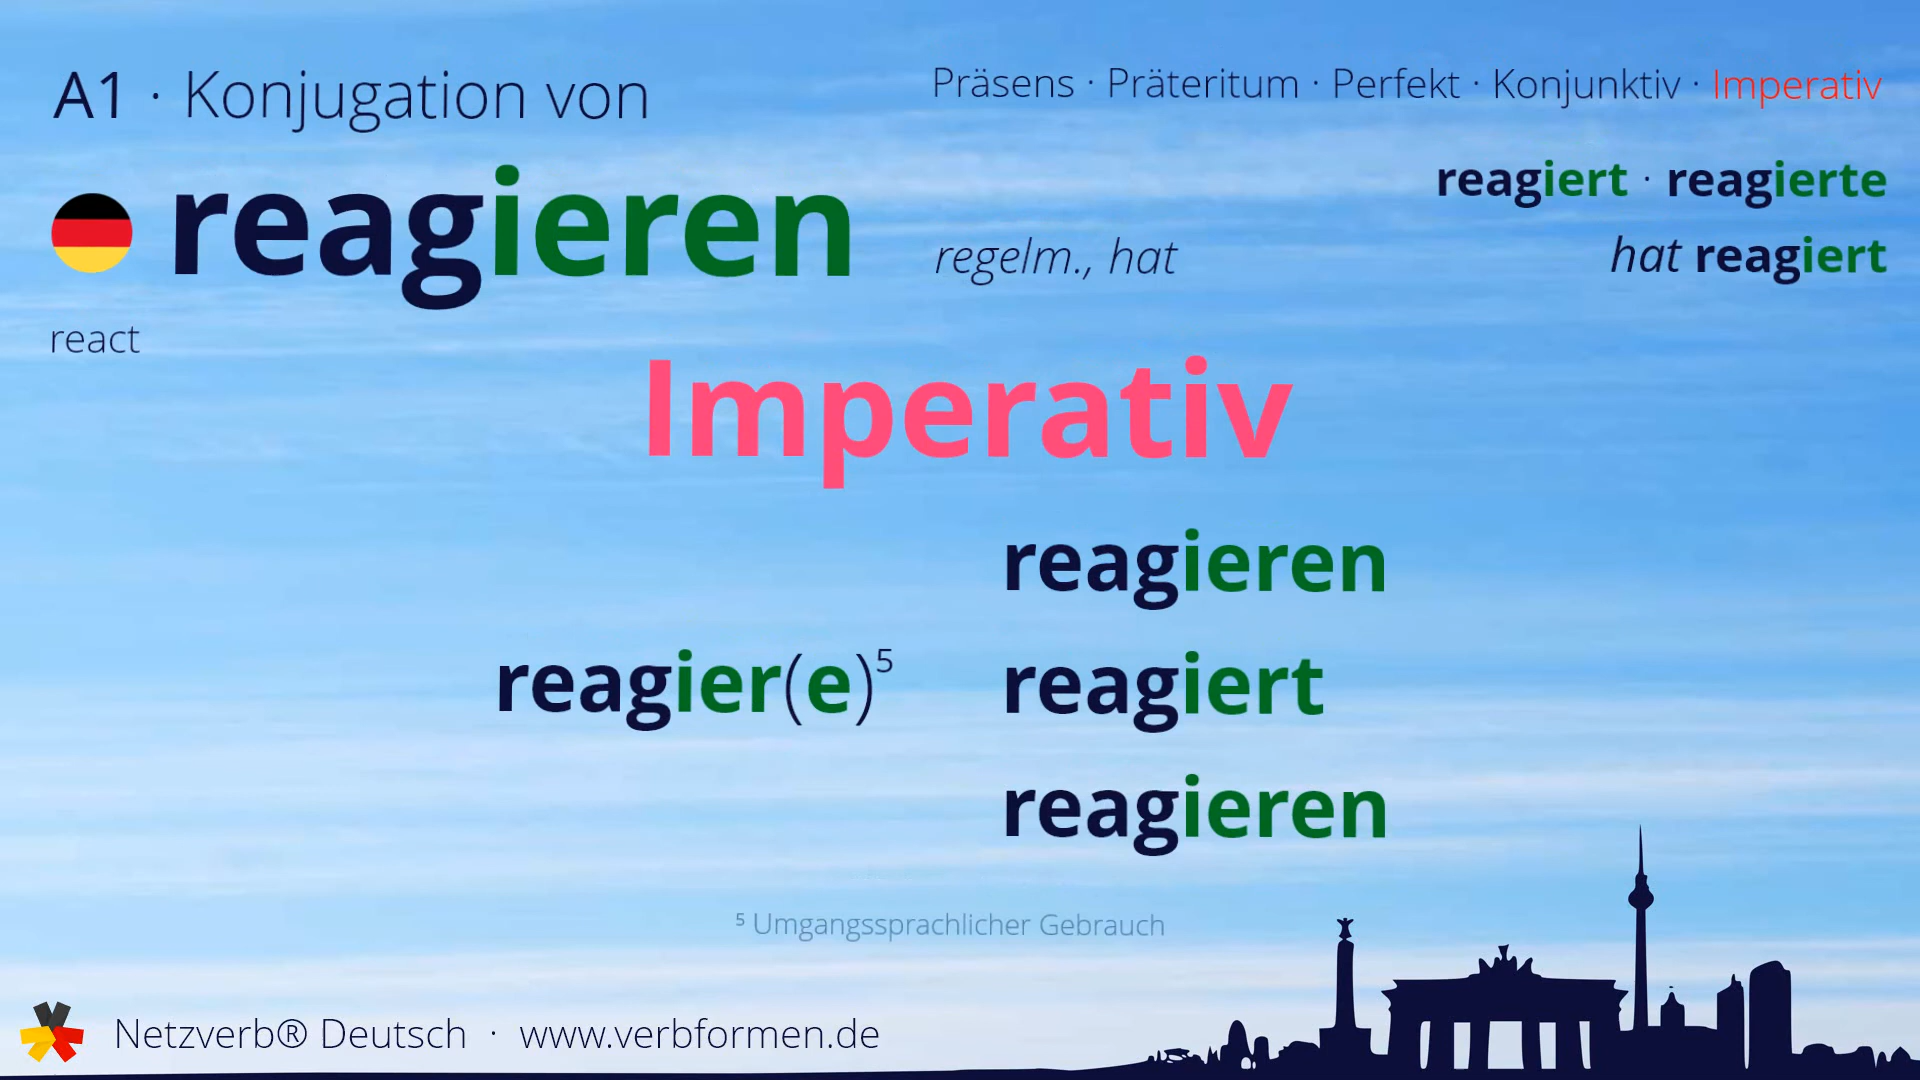 A1 · Konjugation von
Präsens · Präteritum · Perfekt · Konjunktiv · Imperativ
reagieren
regelm., hat
reagiert · reagierte
hat reagiert
react
Imperativ
reagieren
reagier(e)⁵ reagiert
reagieren
⁵ Umgangssprachlicher Gebrauch
Netzverb® Deutsch · www.verbformen.de